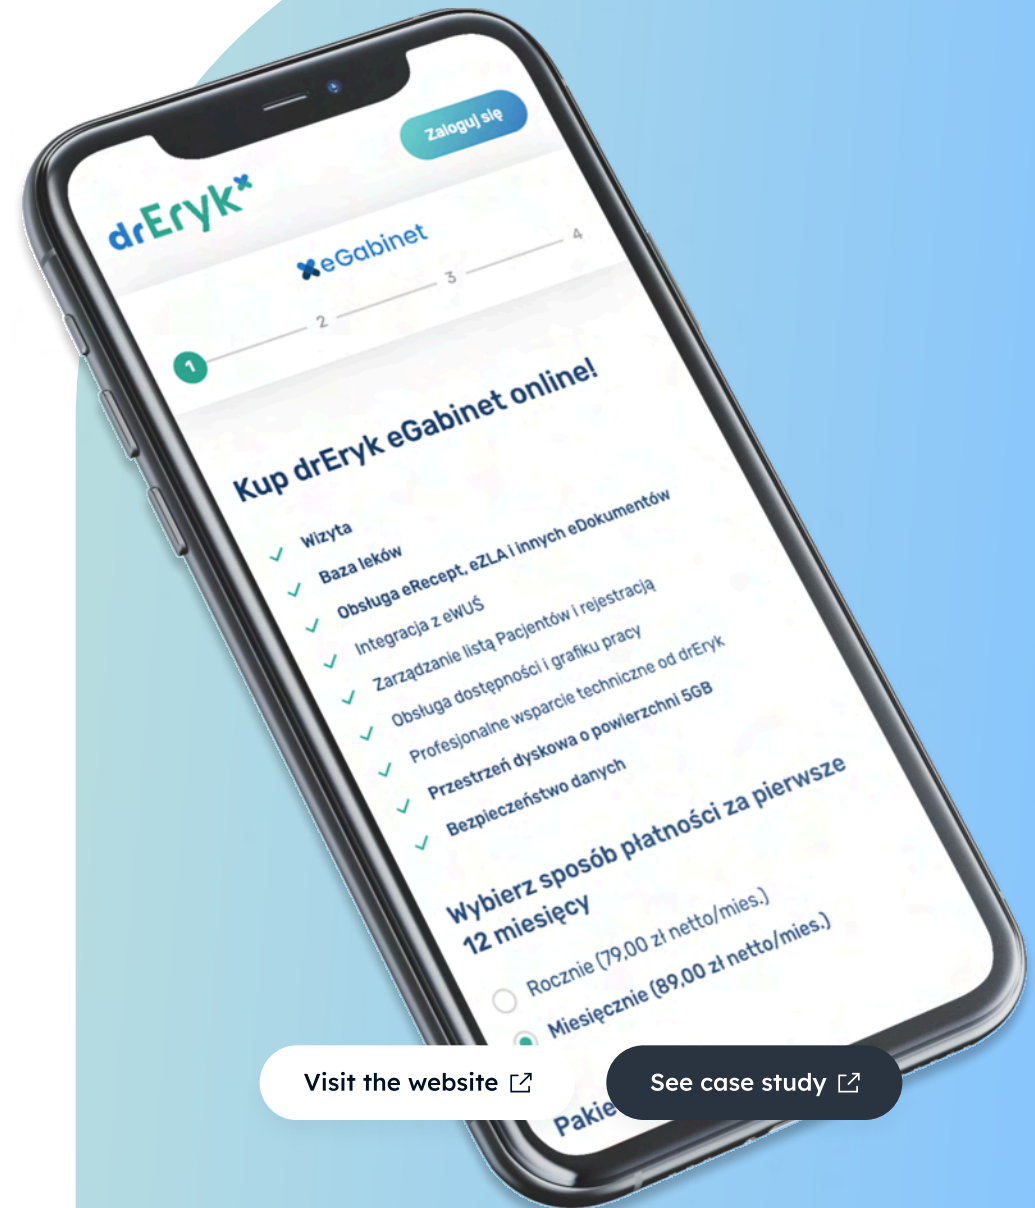 Zaloguj się
drEryk
eGabinet
1 2 3 4
Kup drEryk eGabinet online!
Wizyta
Baza leków
Obsługa eRecept, eZLA i innych eDokumentów
Integracja z eWUŚ
Zarządzanie listą Pacjentów i rejestracją
Obsługa dostępności i grafiku pracy
Profesjonalne wsparcie techniczne od drEryk
Przestrzeń dyskowa o powierzchni 5GB
Bezpieczeństwo danych
Wybierz sposób płatności za pierwsze
12 miesięcy
Rocznie (79,00 zł netto/mies.)
Miesięcznie (89,00 zł netto/mies.)
Visit the website
See case study